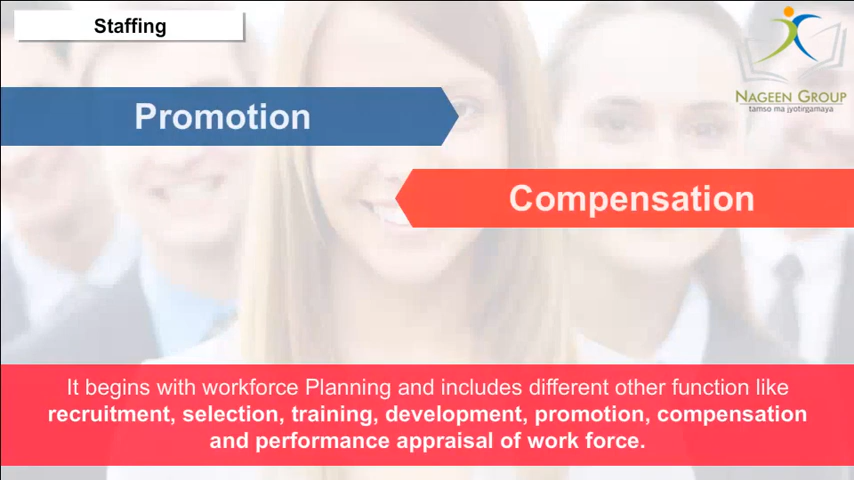 Staffing
NAGEEN GROUP
tamso ma jyotirgamaya
Promotion
Compensation
It begins with workforce Planning and includes different other function like
recruitment, selection, training, development, promotion, compensation
and performance appraisal of work force.